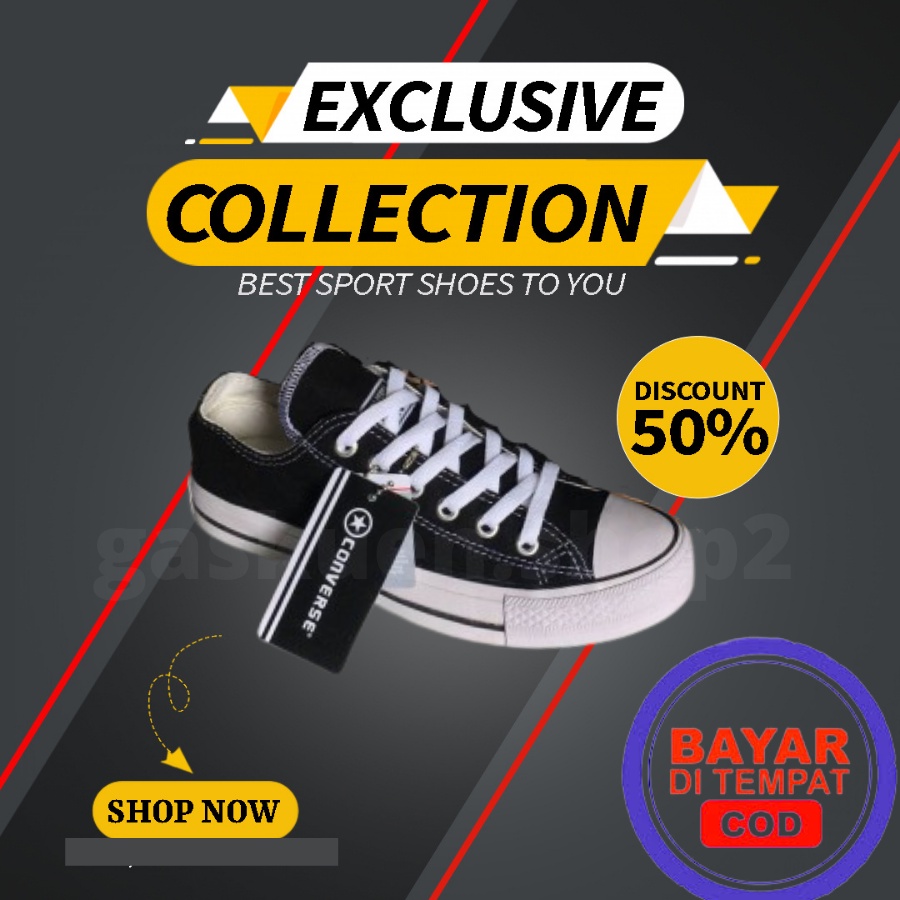 EXCLUSIVE
COLLECTION
BEST SPORT SHOES TO YOU
DISCOUNT
50%
CONVERSE
SHOP NOW
BAYAR
DI TEMPAT
COD